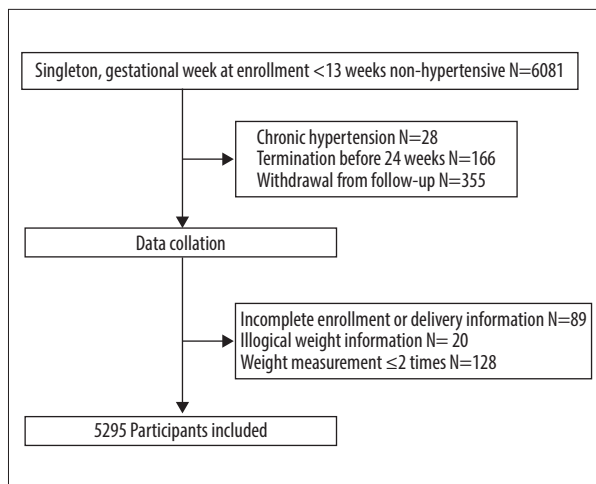 Singleton, gestational week at enrollment <13 weeks non-hypertensive N=6081
Chronic hypertension N=28
Termination before 24 weeks N=166
Withdrawal from follow-up N=355
Data collation
Incomplete enrollment or delivery information N=89
Illogical weight information N= 20
Weight measurement ≤2 times N=128
5295 Participants included